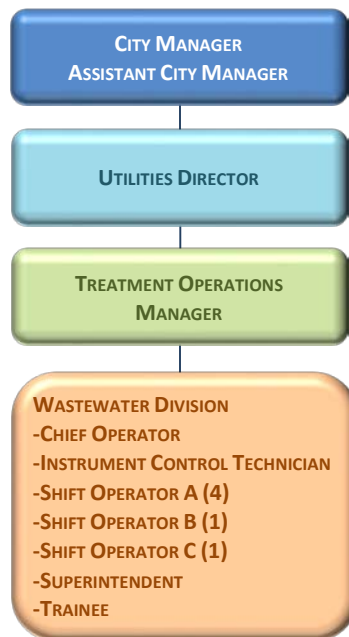 CITY MANAGER
ASSISTANT CITY MANAGER
UTILITIES DIRECTOR
TREATMENT OPERATIONS
MANAGER
WASTEWATER DIVISION
-CHIEF OPERATOR
-INSTRUMENT CONTROL TECHNICIAN
-SHIFT OPERATOR A (4)
-SHIFT OPERATOR B (1)
-SHIFT OPERATOR C (1)
-SUPERINTENDENT
-TRAINEE